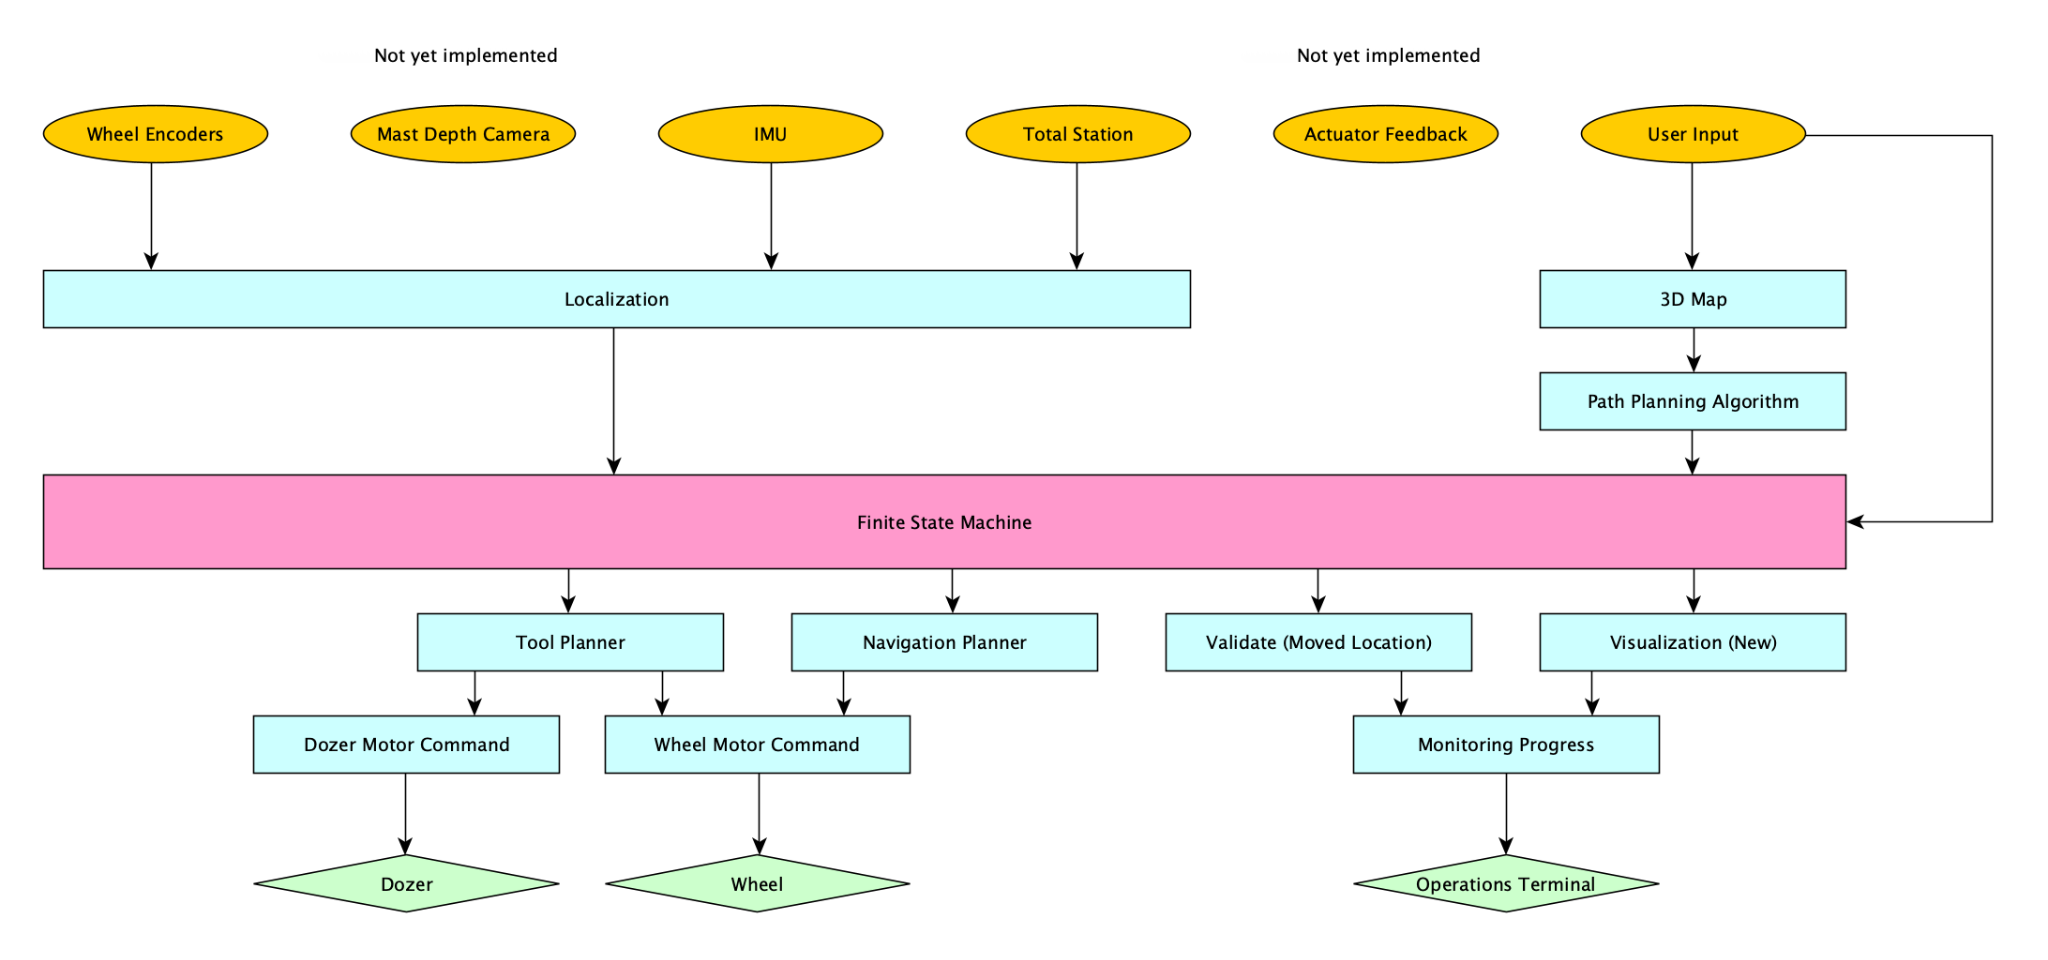 Not yet implemented
Not yet implemented
Wheel Encoders
Mast Depth Camera
IMU
Total Station
Actuator Feedback
User Input
Localization
3D Map
Path Planning Algorithm
Finite State Machine
Tool Planner
Navigation Planner
Validate (Moved Location)
Visualization (New)
Dozer Motor Command
Wheel Motor Command
Monitoring Progress
Dozer
Wheel
Operations Terminal